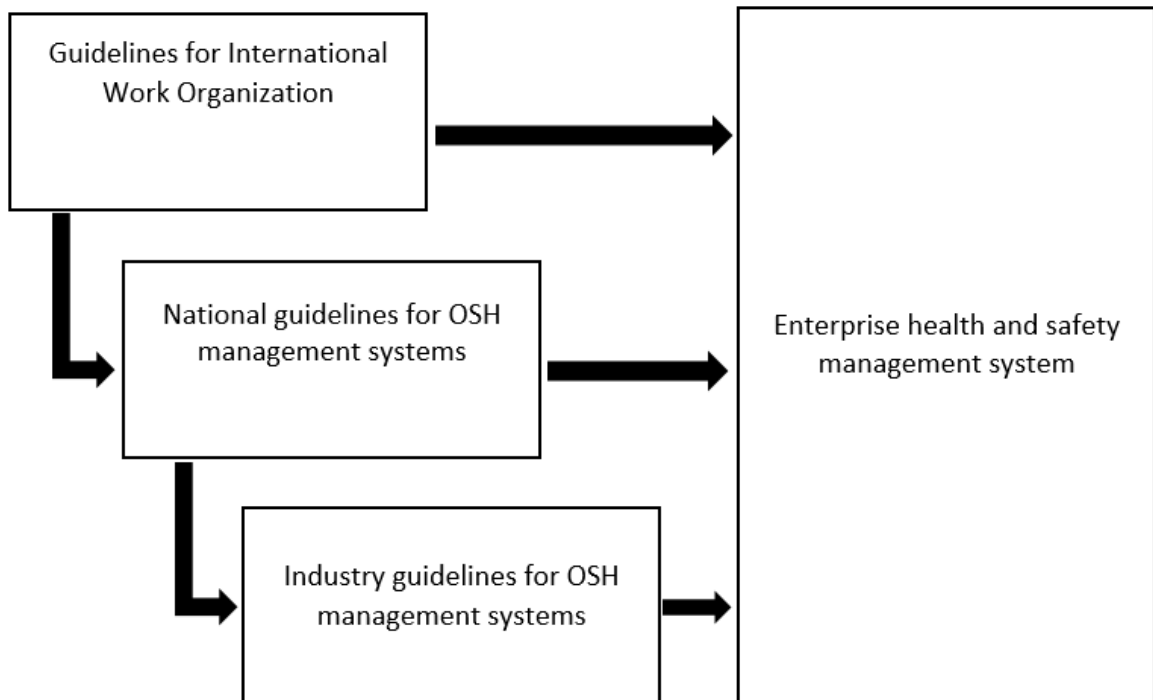 Guidelines for International
Work Organization
National guidelines for OSH
management systems
Industry guidelines for OSH
management systems
Enterprise health and safety
management system